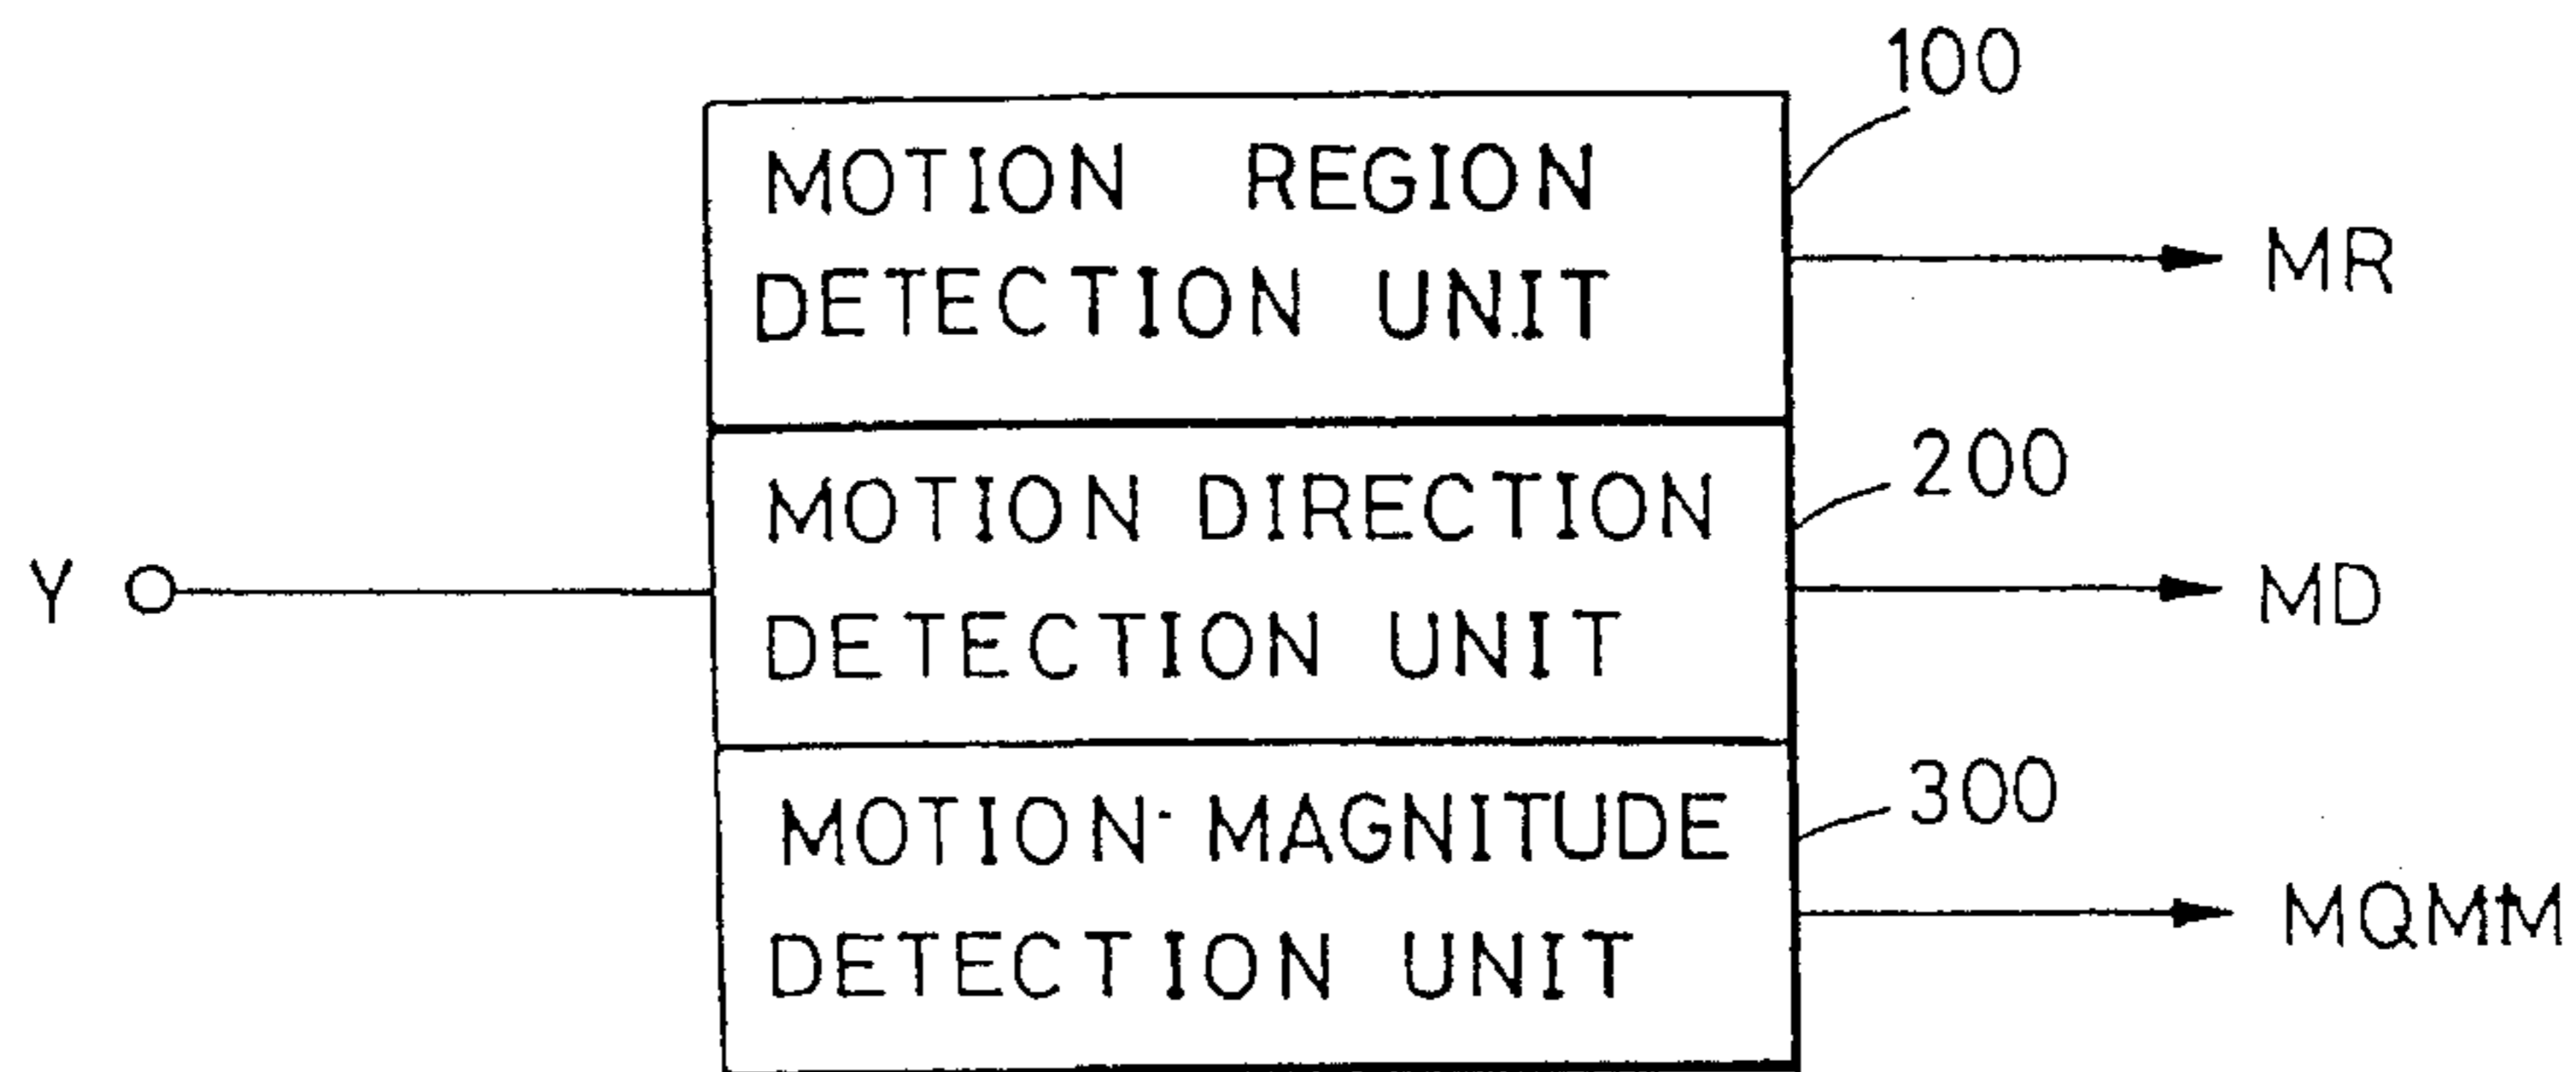 100
MOTION REGION
DETECTION UNIT
MR
200
MOTION DIRECTION
DETECTION UNIT
Y
MD
300
MOTION MAGNITUDE
DETECTION UNIT
MQMM